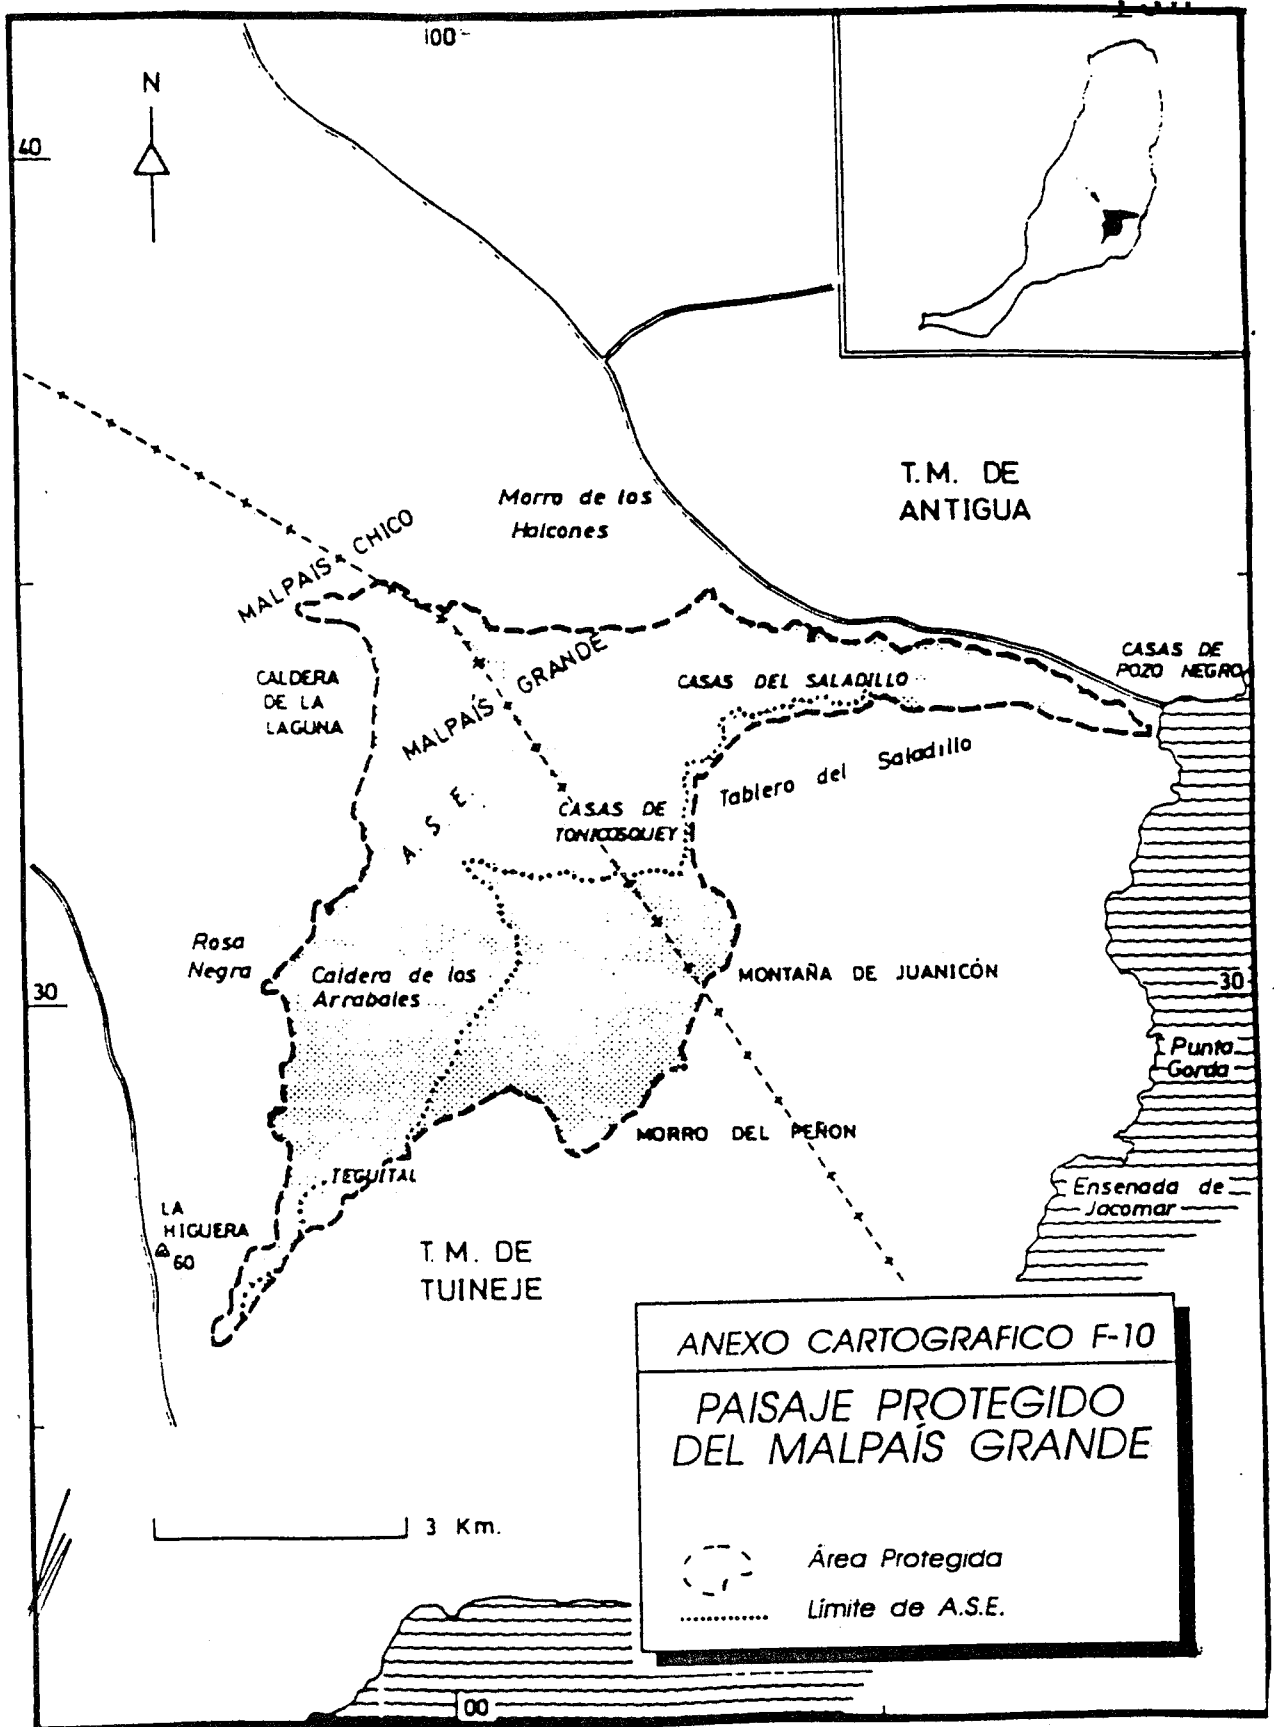 100
N
40
T.M. DE
ANTIGUA
Morro de los
Halcones
MALPAÍS CHICO
CASAS DE
POZO NEGRO
CALDERA
DE LA
LAGUNA
MALPAÍS GRANDE
CASAS DEL SALADILLO
Tablero del Saladillo
A. S. E.
CASAS DE
TONICOSQUEY
Rosa
Negra
Caldera de los
Arrabales
MONTAÑA DE JUANICÓN
30
30
Punta
Gorda
MORRO DEL PEÑON
TEGUITAL
Ensenada de
Jacomar
LA
HIGUERA
60
T.M. DE
TUINEJE
ANEXO CARTOGRAFICO F-10
PAISAJE PROTEGIDO
DEL MALPAÍS GRANDE
3 Km.
Área Protegida
Límite de A.S.E.
00